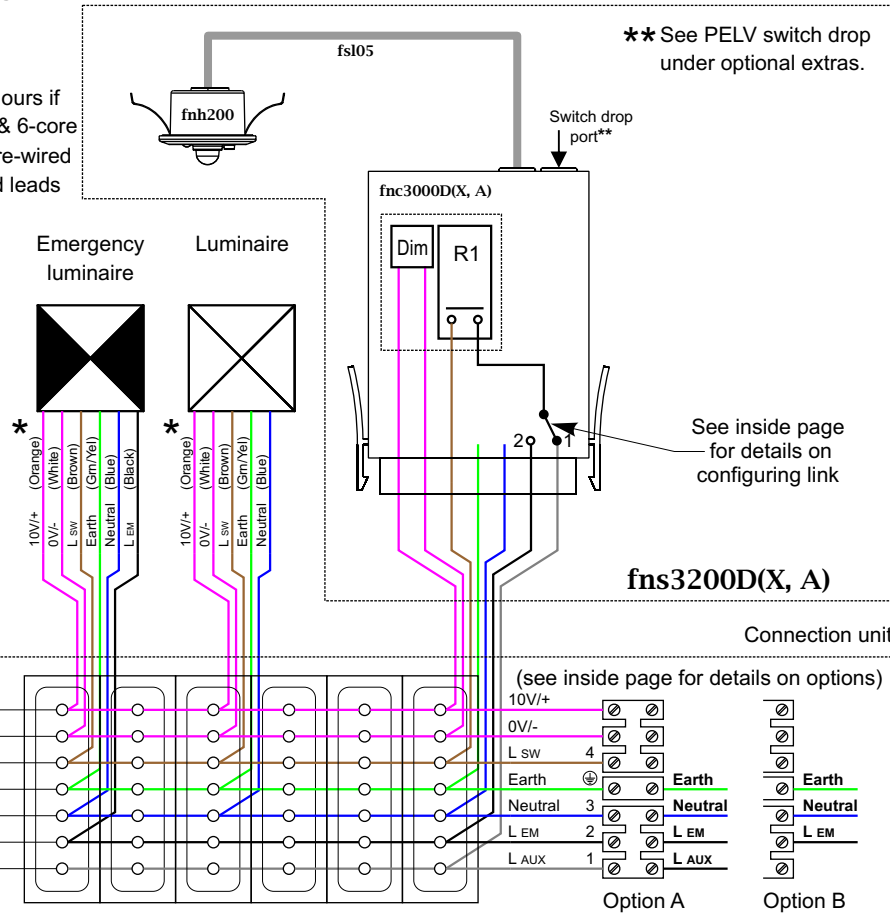 ** See PELV switch drop
under optional extras.
fsl05
fnh200
ours if
& 6-core
re-wired
d leads
Switch drop
port**
fnc3000D(X, A)
Dim
R1
Emergency
luminaire
Luminaire
2
1
See inside page
for details on
configuring link
*
10V/+ (Orange)
0V/- (White)
L SW (Brown)
Earth (Grn/Yel)
Neutral (Blue)
L EM (Black)
*
10V/+ (Orange)
0V/- (White)
L SW (Brown)
Earth (Grn/Yel)
Neutral (Blue)
fns3200D(X, A)
Connection unit
(see inside page for details on options)
10V/+
0V/-
L SW 4
Earth Earth Earth
Neutral 3 Neutral Neutral
L EM 2 L EM L EM
L AUX 1 L AUX
Option A Option B